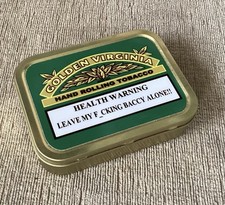 GOLDEN VIRGINIA
HAND ROLLING TOBACCO
HEALTH WARNING
LEAVE MY F_CKING BACCY ALONE!!